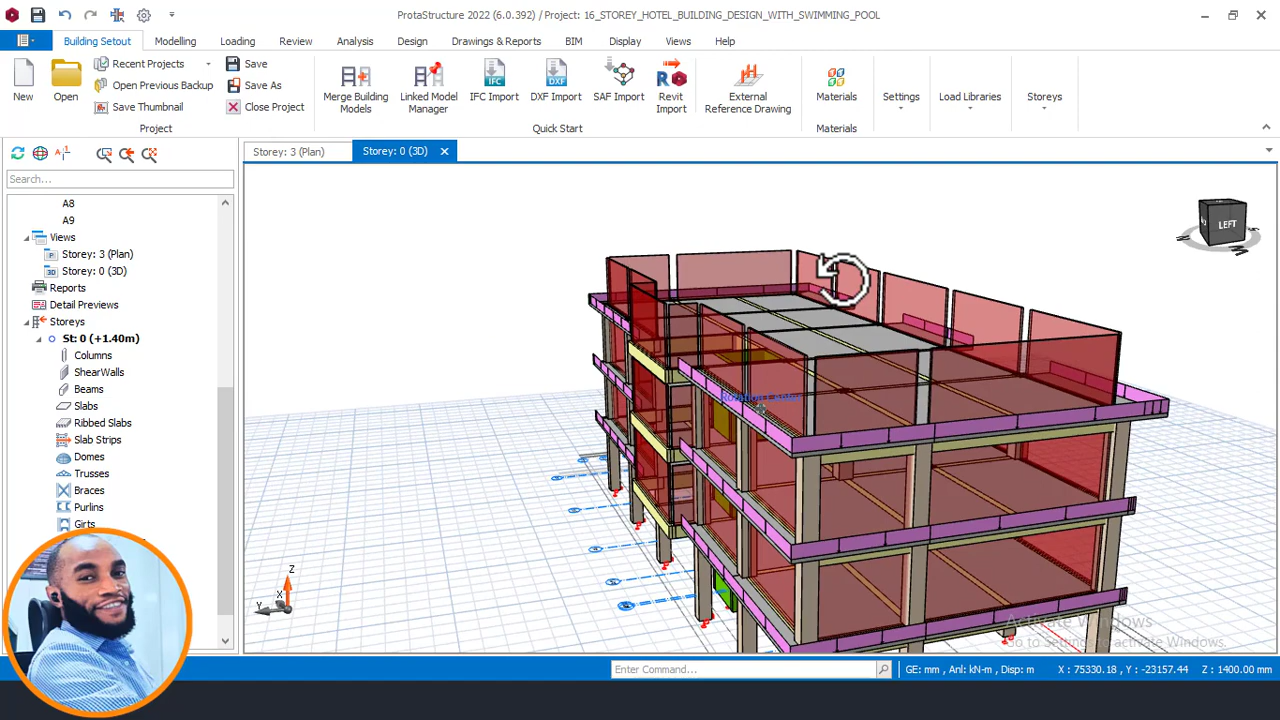 ProtaStructure 2022 (6.0.392) / Project: 16_STOREY_HOTEL_BUILDING_DESIGN_WITH_SWIMMING_POOL
Building Setout Modelling Loading Review Analysis Design Drawings & Reports BIM Display Views Help
New
Open
Recent Projects
Open Previous Backup
Save Thumbnail
Save
Save As
Close Project
Project
Merge Building
Models
Linked Model
Manager
IFC Import
DXF Import
SAF Import
Revit
Import
External
Reference Drawing
Quick Start
Materials
Materials
Settings
Load Libraries
Storeys
Storey: 3 (Plan)
Storey: 0 (3D)
Search...
A8
A9
Views
Storey: 3 (Plan)
Storey: 0 (3D)
Reports
Detail Previews
Storeys
St: 0 (+1.40m)
Columns
ShearWalls
Beams
Slabs
Ribbed Slabs
Slab Strips
Domes
Trusses
Braces
Purlins
Girts
LEFT
Rotation Center
Z
X
Y
Activate Windows
Go to Settings to activate Windows.
Enter Command...
GE: mm, Anl: kN-m, Disp: m
X : 75330.18 , Y : -23157.44
Z : 1400.00 mm